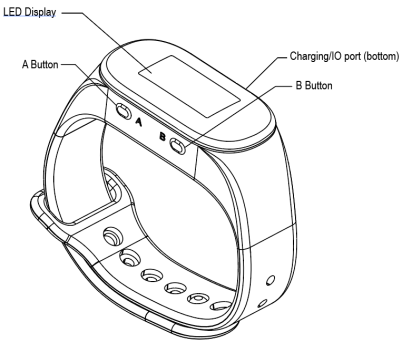 LED Display
Charging/IO port (bottom)
A Button
B Button
A
B